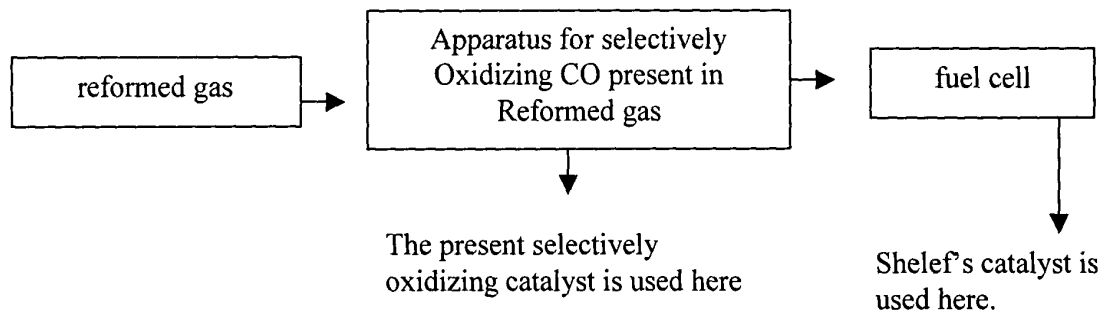 reformed gas
Apparatus for selectively
Oxidizing CO present in
Reformed gas
fuel cell
The present selectively
oxidizing catalyst is used here
Shelef's catalyst is
used here.